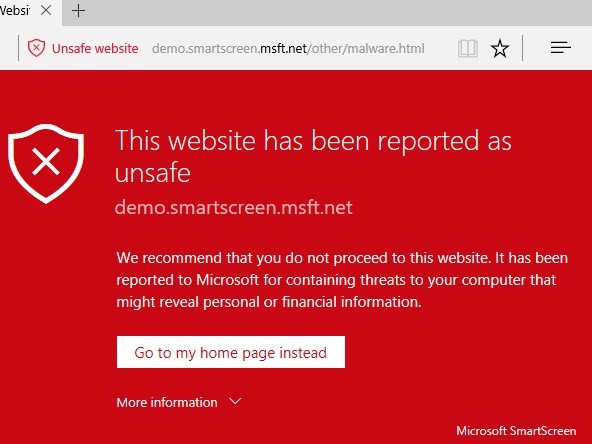 Unsafe website demo.smartscreen.msft.net/other/malware.html
This website has been reported as
unsafe
demo.smartscreen.msft.net
We recommend that you do not proceed to this website. It has been
reported to Microsoft for containing threats to your computer that
might reveal personal or financial information.
Go to my home page instead
More information
Microsoft SmartScreen